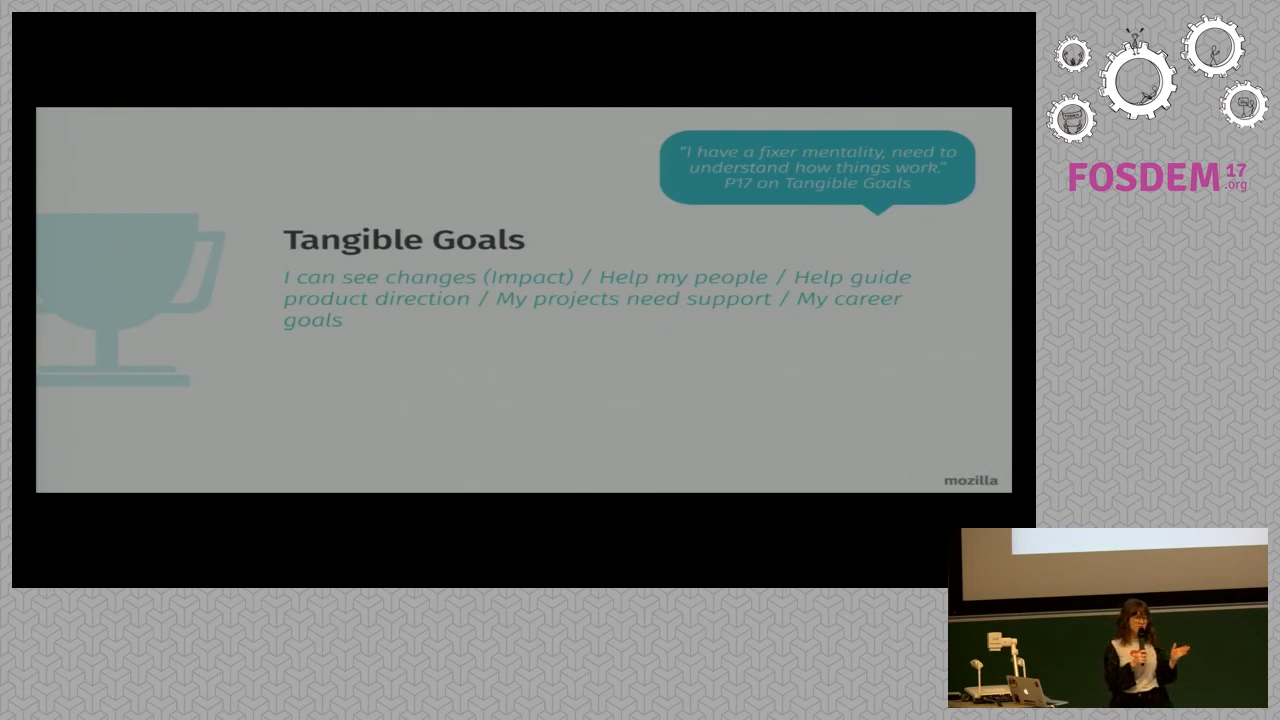 "I have a fixer mentality, need to
understand how things work."
P17 on Tangible Goals
Tangible Goals
I can see changes (Impact) / Help my people / Help guide
product direction / My projects need support / My career
goals
mozilla
FOSDEM 17
.org